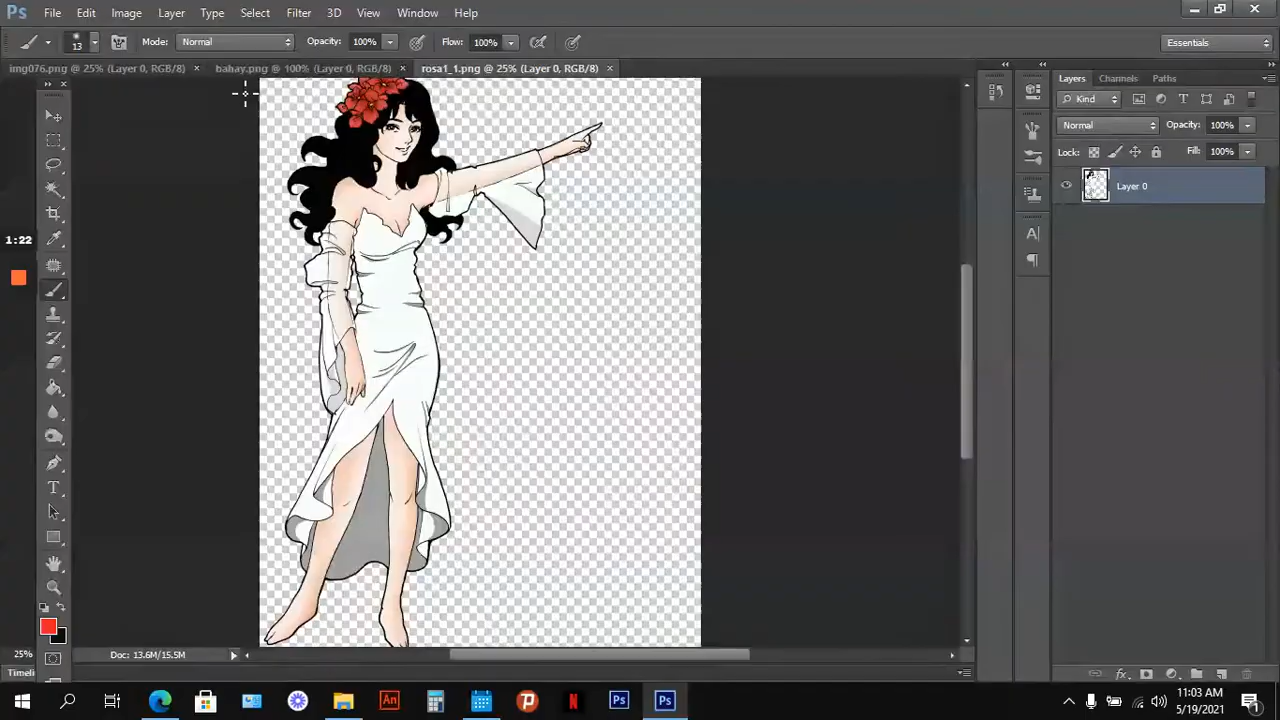 Ps File Edit Image Layer Type Select Filter 3D View Window Help
13 Mode: Normal Opacity: 100% Flow: 100% Essentials
img076.png @ 25% (Layer 0, RGB/8) × bahay.png @ 100% (Layer 0, RGB/8) × rosa1_1.png @ 25% (Layer 0, RGB/8) ×
Layers Channels Paths
Kind
Normal Opacity: 100%
Lock: Fill: 100%
Layer 0
1:22
25% Doc: 13.6M/15.5M
Timeli
1:03 AM
5/19/2021